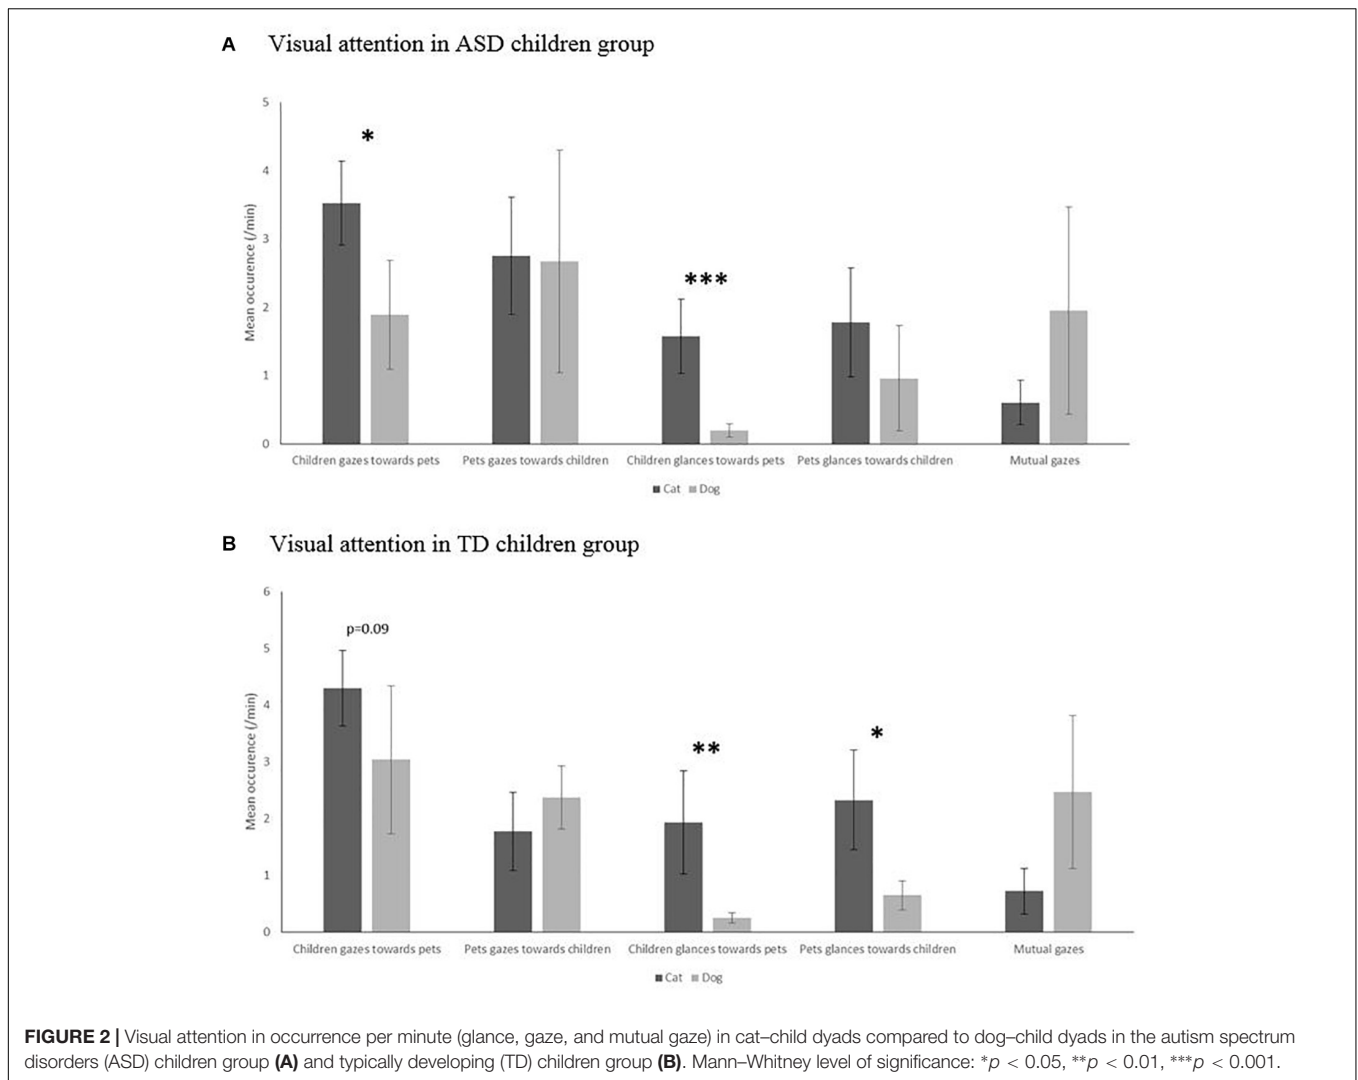 A Visual attention in ASD children group
5
4
3
2
1
0
Mean occurence (/min)
*
***
Children gazes towards pets
Pets gazes towards children
Children glances towards pets
Pets glances towards children
Mutual gazes
Cat Dog
B Visual attention in TD children group
6
5
4
3
2
1
0
Mean occurence (/min)
p=0.09
**
*
Children gazes towards pets
Pets gazes towards children
Children glances towards pets
Pets glances towards children
Mutual gazes
Cat Dog
FIGURE 2 | Visual attention in occurrence per minute (glance, gaze, and mutual gaze) in cat–child dyads compared to dog–child dyads in the autism spectrum
disorders (ASD) children group (A) and typically developing (TD) children group (B). Mann–Whitney level of significance: *p < 0.05, **p < 0.01, ***p < 0.001.